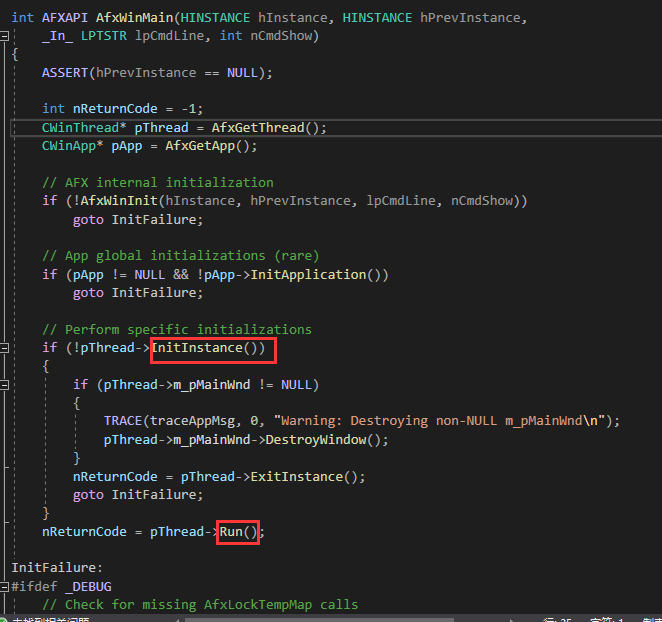 int AFXAPI AfxWinMain(HINSTANCE hInstance, HINSTANCE hPrevInstance,
_In_ LPTSTR lpCmdLine, int nCmdShow)
{
ASSERT(hPrevInstance == NULL);
int nReturnCode = -1;
CWinThread* pThread = AfxGetThread();
CWinApp* pApp = AfxGetApp();
// AFX internal initialization
if (!AfxWinInit(hInstance, hPrevInstance, lpCmdLine, nCmdShow))
goto InitFailure;
// App global initializations (rare)
if (pApp != NULL && !pApp->InitApplication())
goto InitFailure;
// Perform specific initializations
if (!pThread->InitInstance())
{
if (pThread->m_pMainWnd != NULL)
{
TRACE(traceAppMsg, 0, "Warning: Destroying non-NULL m_pMainWnd\n");
pThread->m_pMainWnd->DestroyWindow();
}
nReturnCode = pThread->ExitInstance();
goto InitFailure;
}
nReturnCode = pThread->Run();
InitFailure:
#ifdef _DEBUG
// Check for missing AfxLockTempMap calls